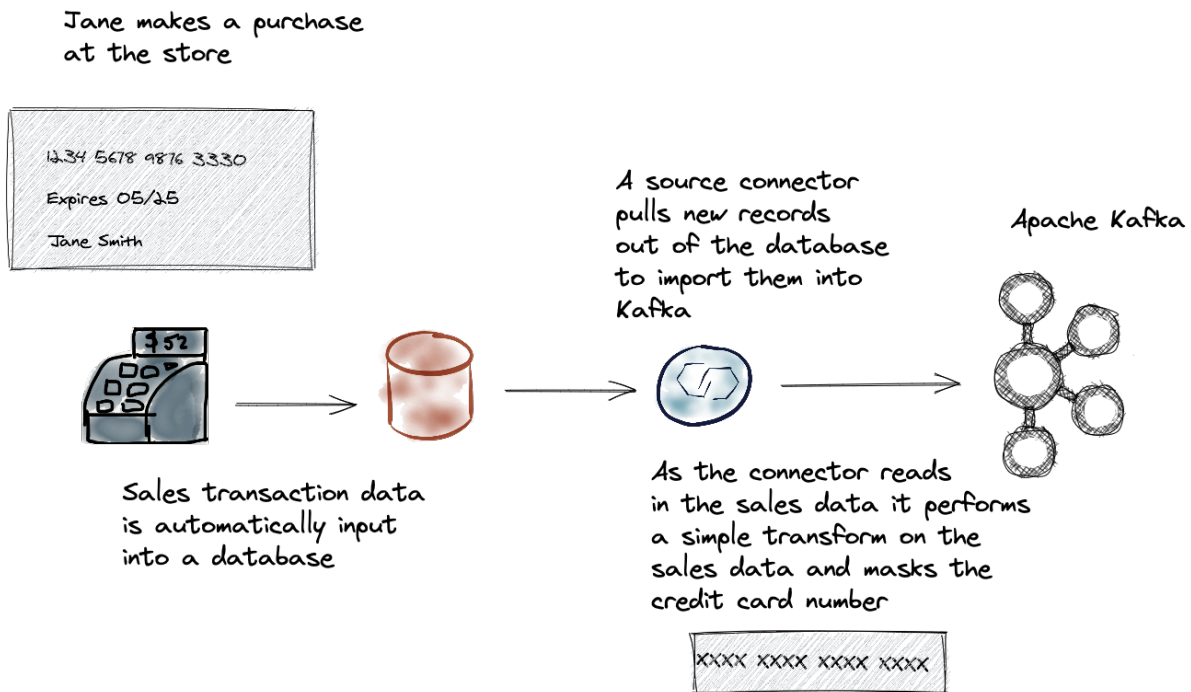 Jane makes a purchase
at the store
1234 5678 9876 3330
Expires 05/25
Jane Smith
$52
Sales transaction data
is automatically input
into a database
A source connector
pulls new records
out of the database
to import them into
Kafka
As the connector reads
in the sales data it performs
a simple transform on the
sales data and masks the
credit card number
XXXX XXXX XXXX XXXX
Apache Kafka